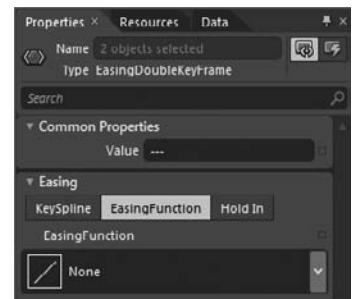 Properties × Resources Data
Name 2 objects selected
Type EasingDoubleKeyFrame
Search
Common Properties
Value ---
Easing
KeySpline EasingFunction Hold In
EasingFunction
None